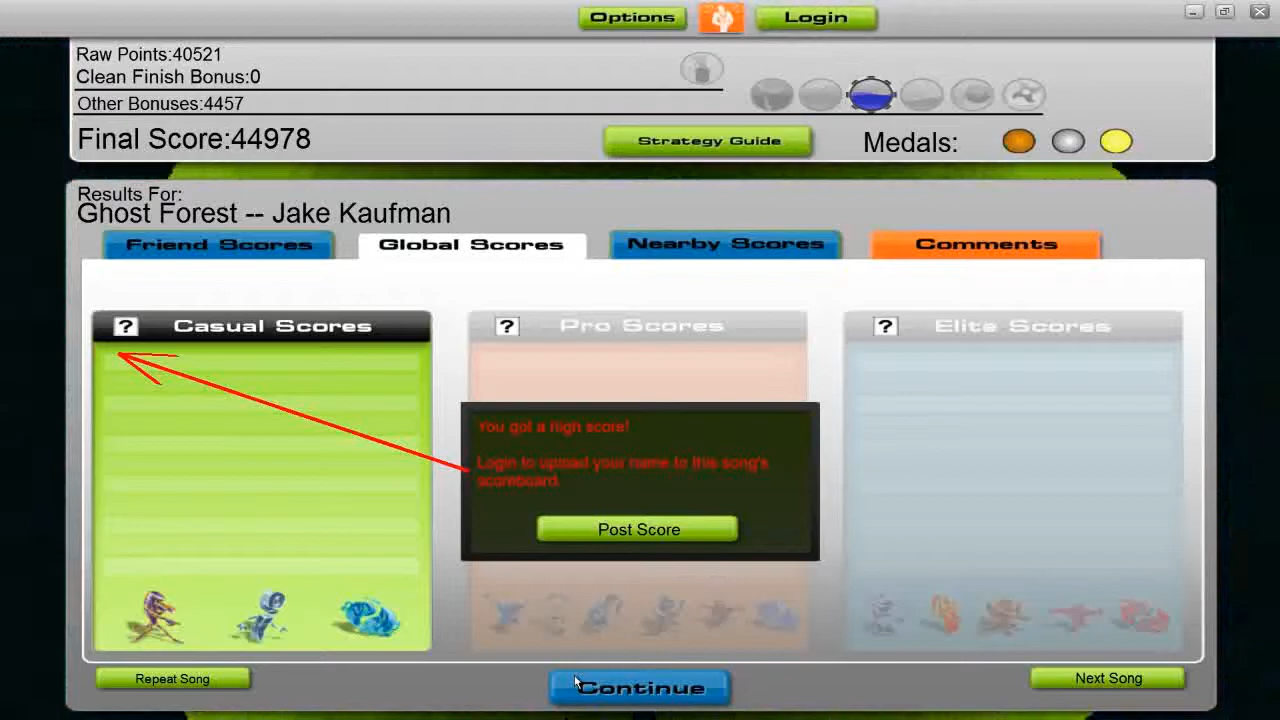 Options
Login
Raw Points:40521
Clean Finish Bonus:0
Other Bonuses:4457
Final Score:44978
Strategy Guide
Medals:
Results For:
Ghost Forest -- Jake Kaufman
Friend Scores
Global Scores
Nearby Scores
Comments
? Casual Scores
? Pro Scores
? Elite Scores
You got a high score!
Login to upload your name to this song's
scoreboard.
Post Score
Repeat Song
Continue
Next Song